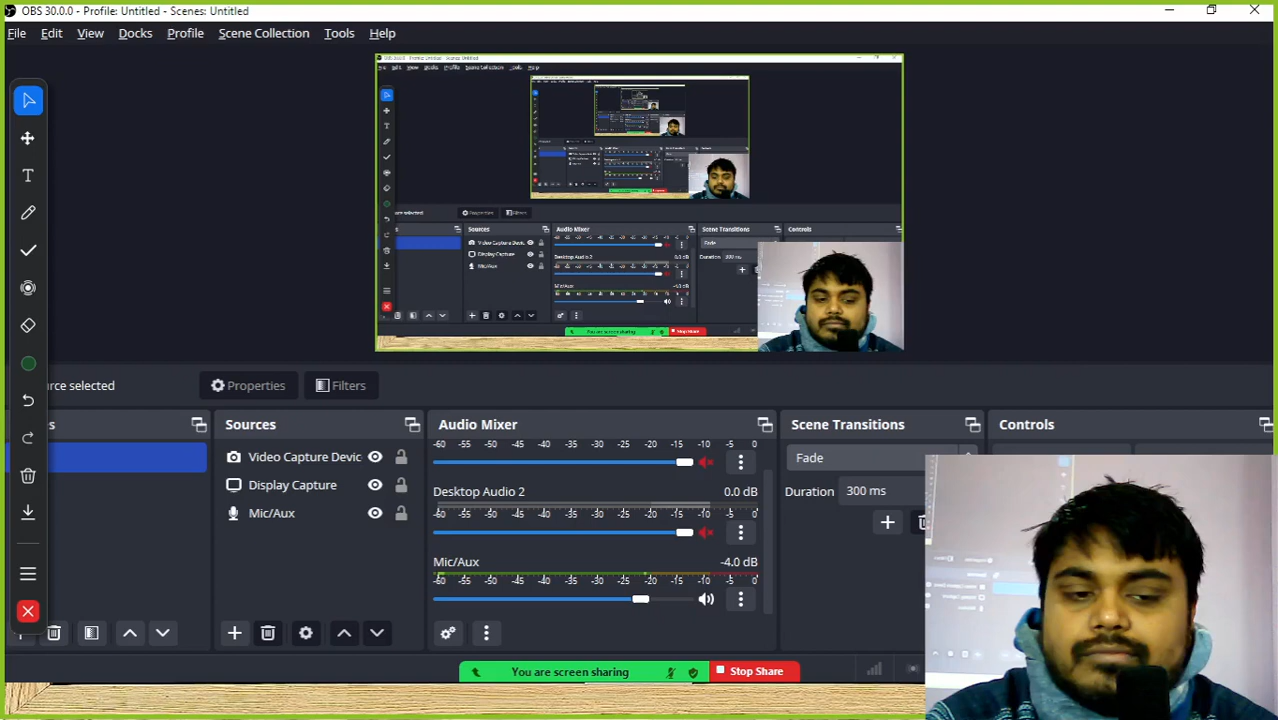 OBS 30.0.0 - Profile: Untitled - Scenes: Untitled
File Edit View Docks Profile Scene Collection Tools Help
T
Properties Filters
Sources Audio Mixer Scene Transitions Controls
-60 -55 -50 -45 -40 -35 -30 -25 -20 -15 -10 -5 0
Video Capture Devic Fade
Display Capture Desktop Audio 2 0.0 dB Duration 300 ms
Mic/Aux -60 -55 -50 -45 -40 -35 -30 -25 -20 -15 -10 -5 0
Mic/Aux -4.0 dB
-60 -55 -50 -45 -40 -35 -30 -25 -20 -15 -10 -5 0
You are screen sharing Stop Share